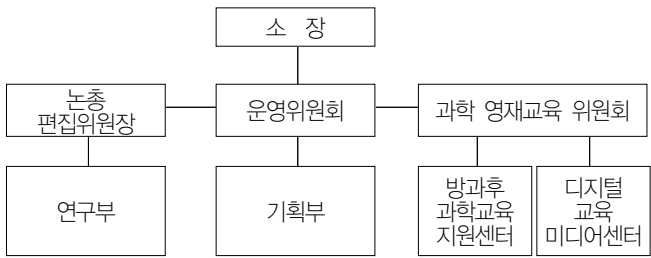 소 장
논총
편집위원장
운영위원회
과학 영재교육 위원회
연구부
기획부
방과후
과학교육
지원센터
디지털
교육
미디어센터